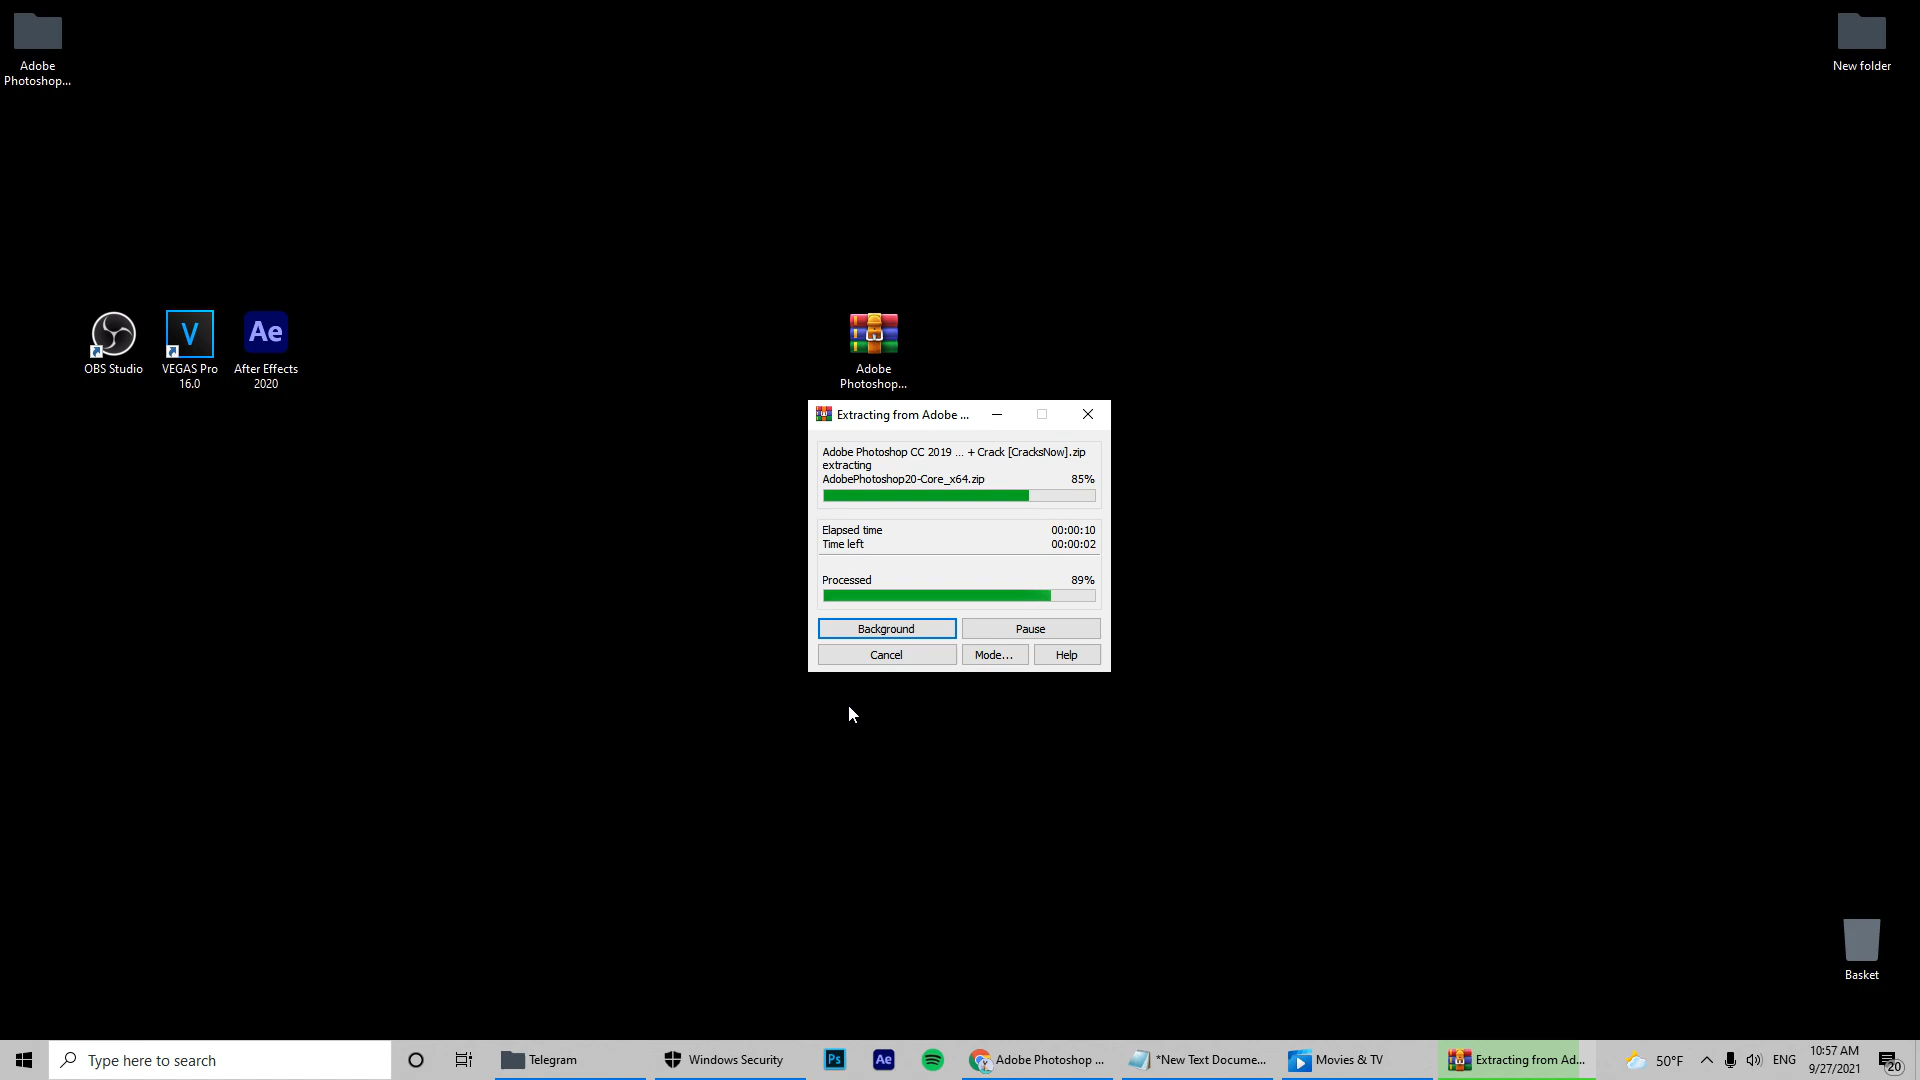 Adobe
Photoshop...
New folder
OBS Studio
VEGAS Pro
16.0
Ae
After Effects
2020
Adobe
Photoshop...
Extracting from Adobe ...
Adobe Photoshop CC 2019 ... + Crack [CracksNow].zip
extracting
AdobePhotoshop20-Core_x64.zip 85%
Elapsed time 00:00:10
Time left 00:00:02
Processed 89%
Background Pause
Cancel Mode... Help
Basket
Type here to search
Telegram
Windows Security
Ps
Ae
Adobe Photoshop ...
*New Text Docume...
Movies & TV
Extracting from Ad...
50°F
ENG
10:57 AM
9/27/2021
20